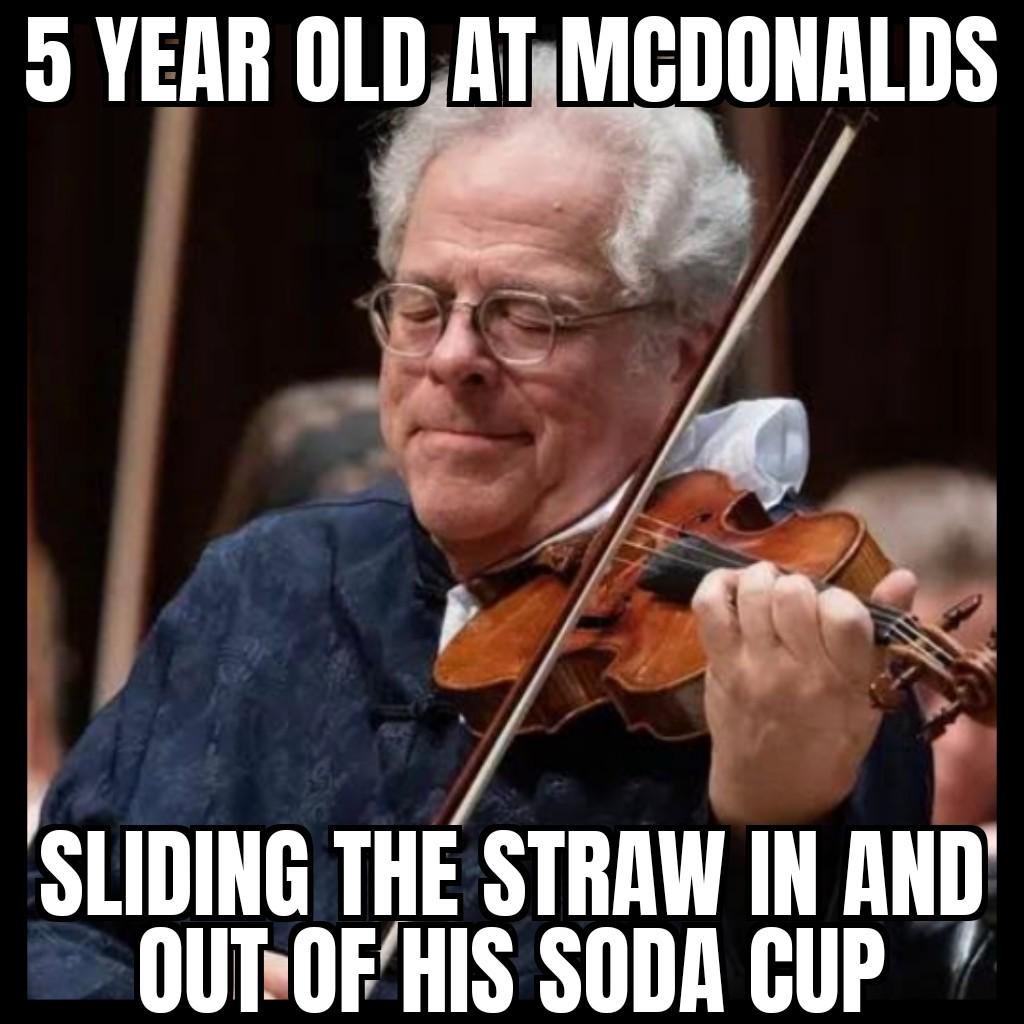 5 YEAR OLD AT MCDONALDS
SLIDING THE STRAW IN AND
OUT OF HIS SODA CUP